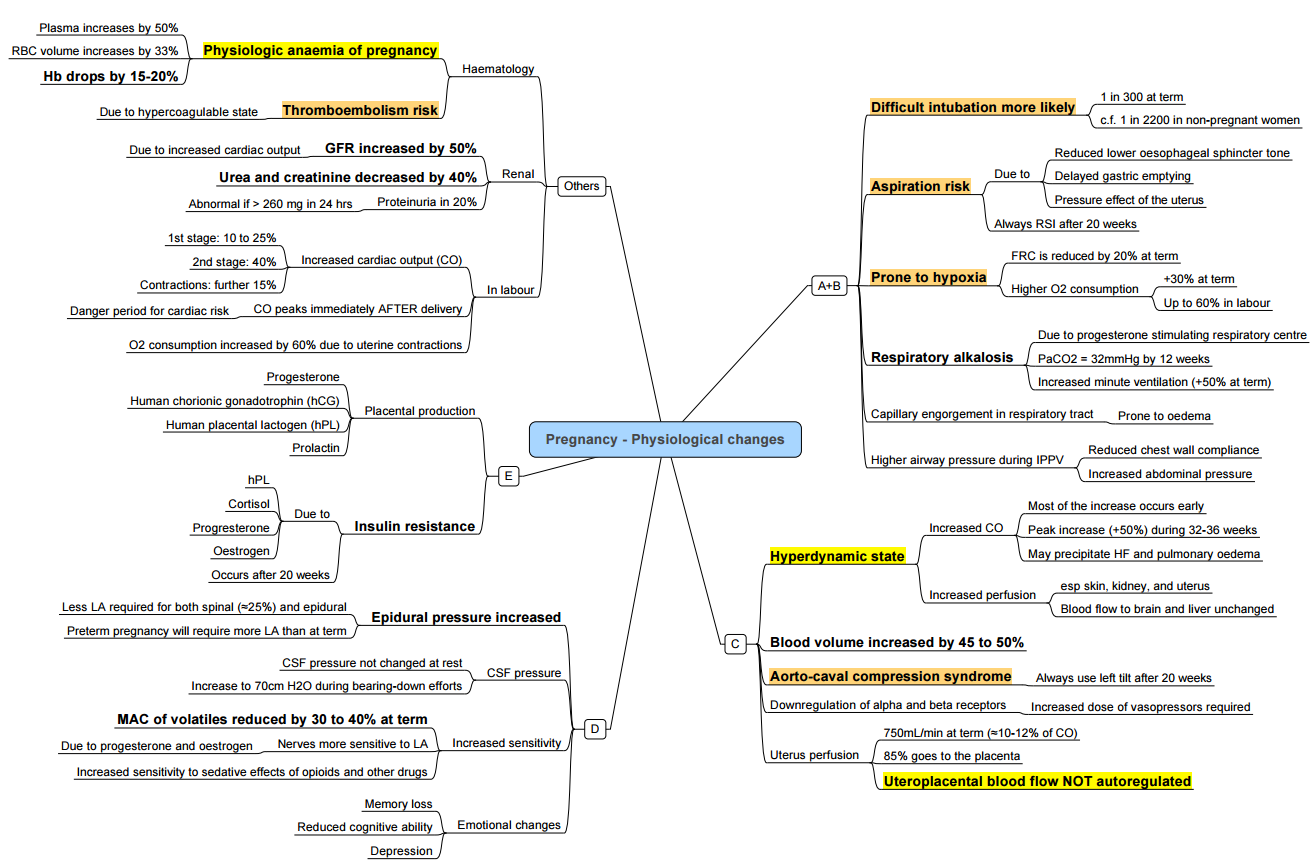 Pregnancy - Physiological changes
A+B
Difficult intubation more likely
1 in 300 at term
c.f. 1 in 2200 in non-pregnant women
Aspiration risk
Due to
Reduced lower oesophageal sphincter tone
Delayed gastric emptying
Pressure effect of the uterus
Always RSI after 20 weeks
Prone to hypoxia
FRC is reduced by 20% at term
Higher O2 consumption
+30% at term
Up to 60% in labour
Respiratory alkalosis
Due to progesterone stimulating respiratory centre
PaCO2 = 32mmHg by 12 weeks
Increased minute ventilation (+50% at term)
Capillary engorgement in respiratory tract
Prone to oedema
Higher airway pressure during IPPV
Reduced chest wall compliance
Increased abdominal pressure
C
Hyperdynamic state
Increased CO
Most of the increase occurs early
Peak increase (+50%) during 32-36 weeks
May precipitate HF and pulmonary oedema
Increased perfusion
esp skin, kidney, and uterus
Blood flow to brain and liver unchanged
Blood volume increased by 45 to 50%
Aorto-caval compression syndrome
Always use left tilt after 20 weeks
Downregulation of alpha and beta receptors
Increased dose of vasopressors required
Uterus perfusion
750mL/min at term (≈10-12% of CO)
85% goes to the placenta
Uteroplacental blood flow NOT autoregulated
D
Epidural pressure increased
Less LA required for both spinal (≈25%) and epidural
Preterm pregnancy will require more LA than at term
CSF pressure
CSF pressure not changed at rest
Increase to 70cm H2O during bearing-down efforts
Increased sensitivity
MAC of volatiles reduced by 30 to 40% at term
Nerves more sensitive to LA
Due to progesterone and oestrogen
Increased sensitivity to sedative effects of opioids and other drugs
Emotional changes
Memory loss
Reduced cognitive ability
Depression
E
Placental production
Progesterone
Human chorionic gonadotrophin (hCG)
Human placental lactogen (hPL)
Prolactin
Insulin resistance
Due to
hPL
Cortisol
Progresterone
Oestrogen
Occurs after 20 weeks
Others
Haematology
Physiologic anaemia of pregnancy
Plasma increases by 50%
RBC volume increases by 33%
Hb drops by 15-20%
Thromboembolism risk
Due to hypercoagulable state
Renal
GFR increased by 50%
Due to increased cardiac output
Urea and creatinine decreased by 40%
Proteinuria in 20%
Abnormal if > 260 mg in 24 hrs
In labour
Increased cardiac output (CO)
1st stage: 10 to 25%
2nd stage: 40%
Contractions: further 15%
CO peaks immediately AFTER delivery
Danger period for cardiac risk
O2 consumption increased by 60% due to uterine contractions